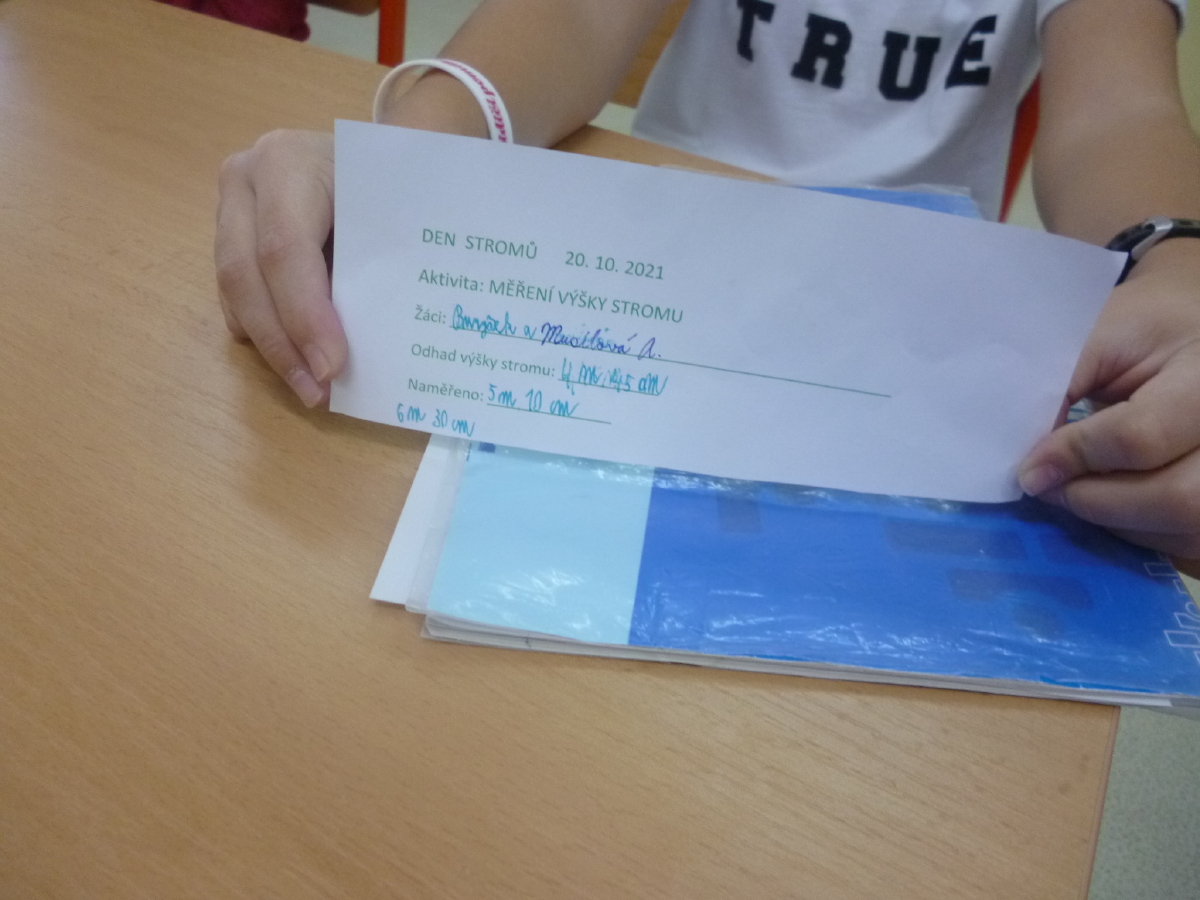 TRUE
DEN STROMŮ 20. 10. 2021
Aktivita: MĚŘENÍ VÝŠKY STROMU
Žáci: a Musilová A.
Odhad výšky stromu: 4 m 45 cm
Naměřeno: 5 m 10 cm
6 m 30 cm